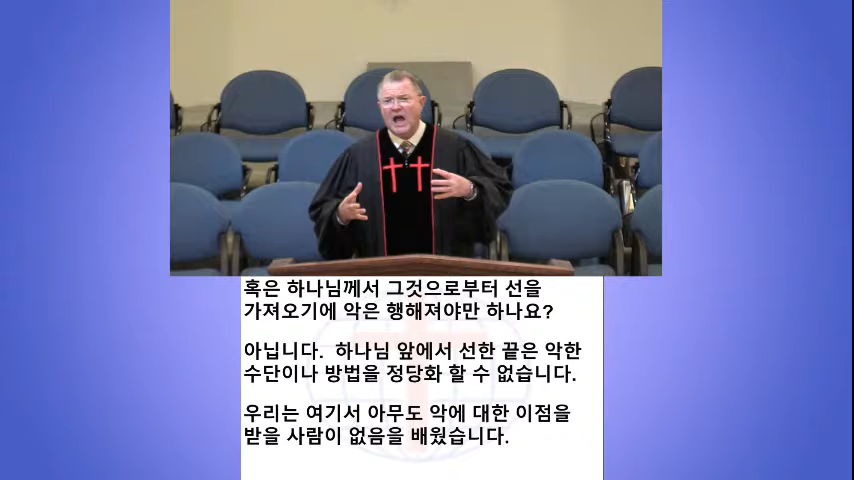 혹은 하나님께서 그것으로부터 선을
가져오기에 악은 행해져야만 하나요?
아닙니다. 하나님 앞에서 선한 끝은 악한
수단이나 방법을 정당화 할 수 없습니다.
우리는 여기서 아무도 악에 대한 이점을
받을 사람이 없음을 배웠습니다.